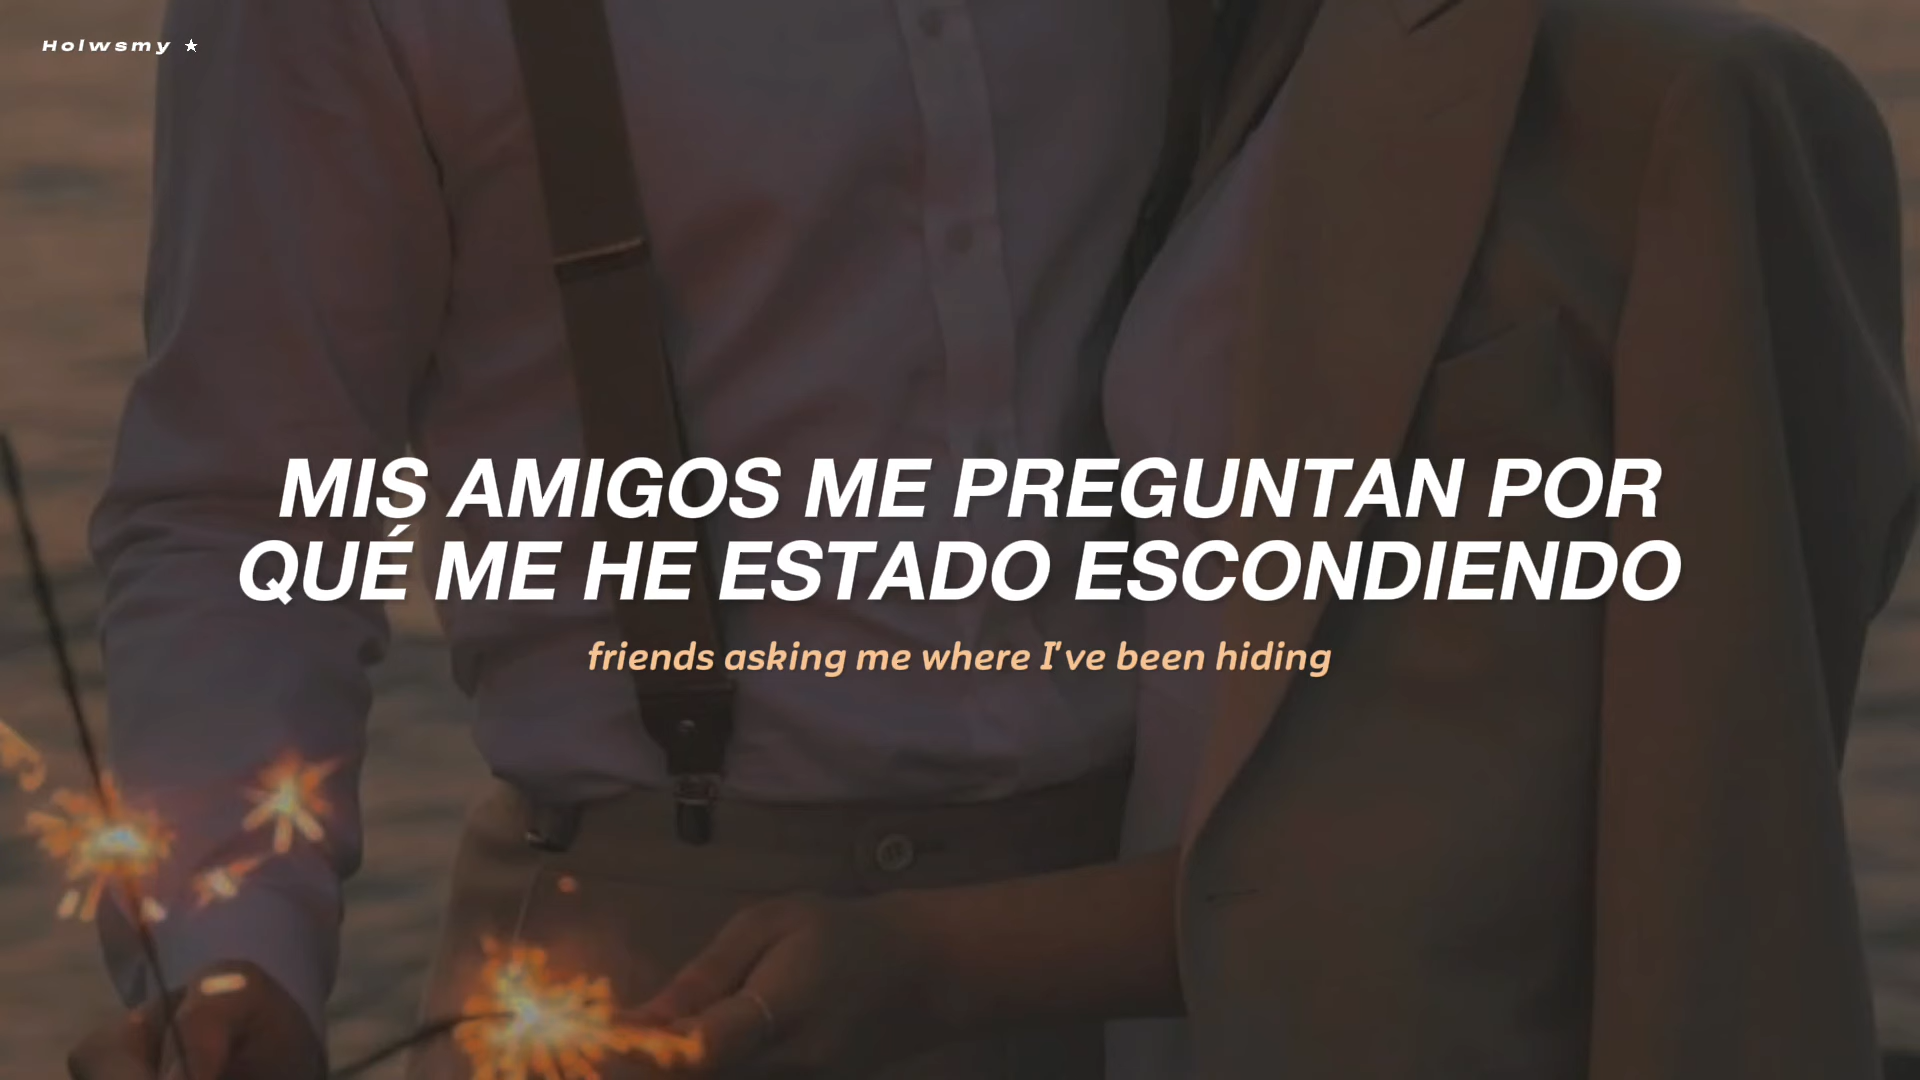 Holwsmy ★
MIS AMIGOS ME PREGUNTAN POR
QUÉ ME HE ESTADO ESCONDIENDO
friends asking me where I've been hiding